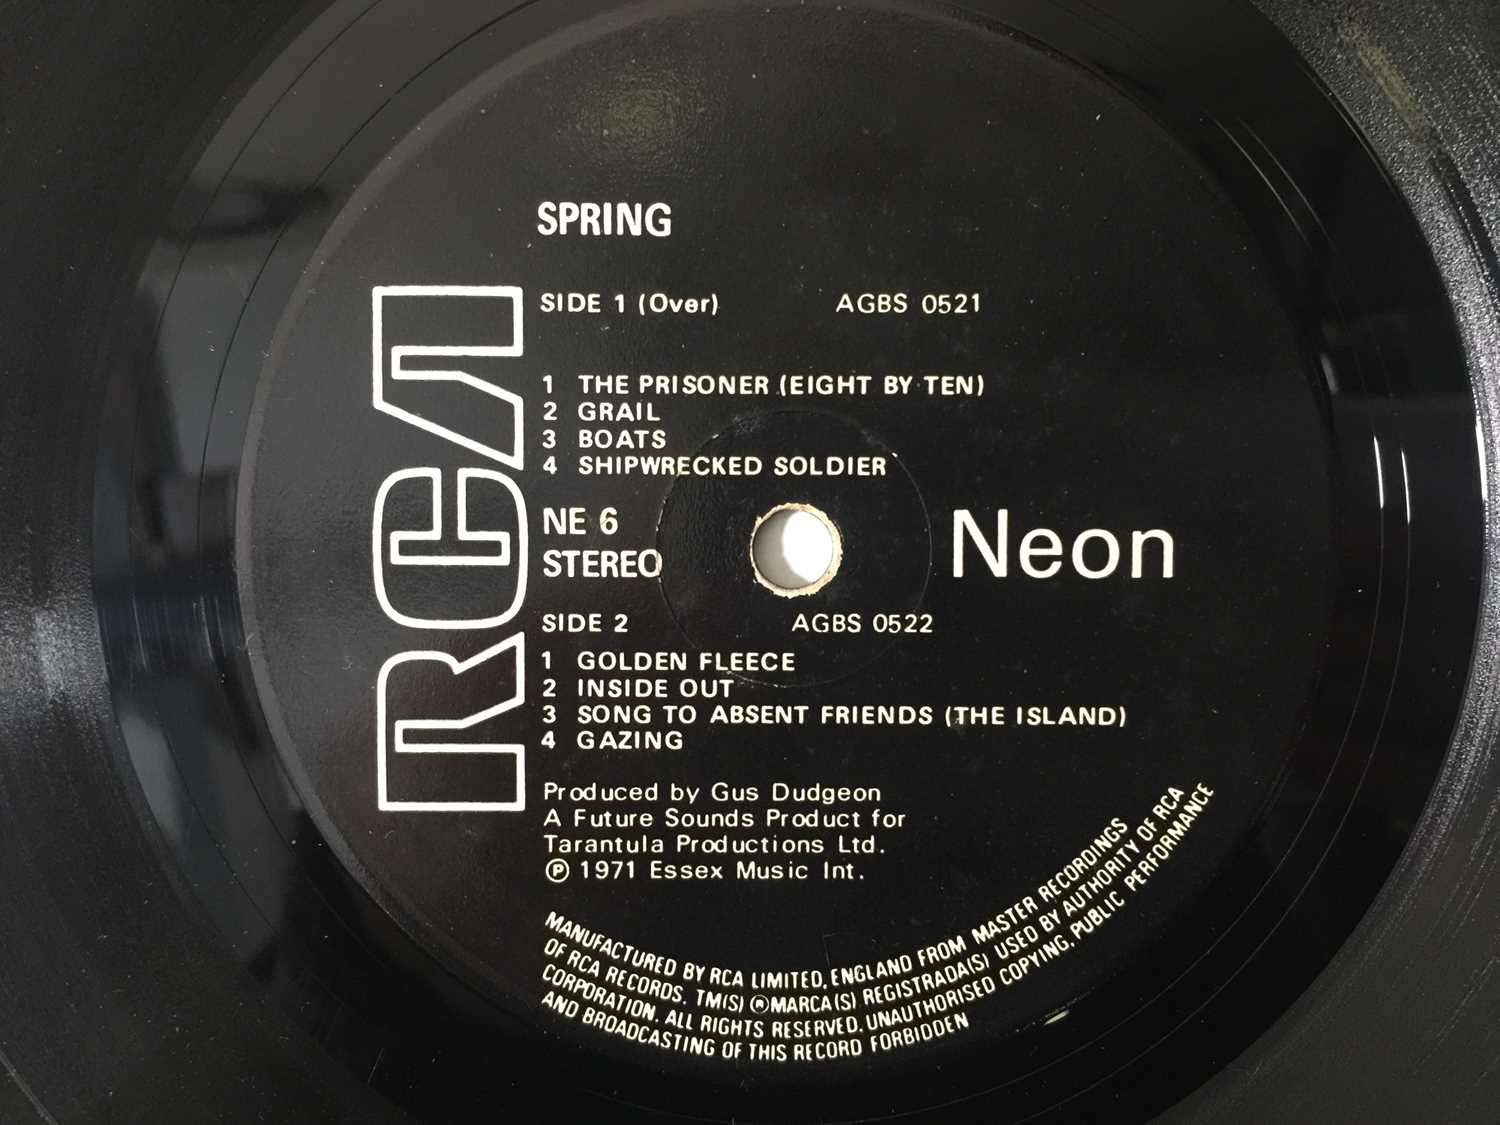 SPRING
SIDE 1 (Over) AGBS 0521
1 THE PRISONER (EIGHT BY TEN)
2 GRAIL
3 BOATS
4 SHIPWRECKED SOLDIER
RCA
NE 6
STEREO
Neon
SIDE 2 AGBS 0522
1 GOLDEN FLEECE
2 INSIDE OUT
3 SONG TO ABSENT FRIENDS (THE ISLAND)
4 GAZING
Produced by Gus Dudgeon
A Future Sounds Product for
Tarantula Productions Ltd.
℗ 1971 Essex Music Int.
MANUFACTURED BY RCA LIMITED, ENGLAND FROM MASTER RECORDINGS
OF RCA RECORDS. TM(S) ® MARCA(S) REGISTRADA(S) USED BY AUTHORITY OF RCA
CORPORATION. ALL RIGHTS RESERVED. UNAUTHORISED COPYING, PUBLIC PERFORMANCE
AND BROADCASTING OF THIS RECORD FORBIDDEN